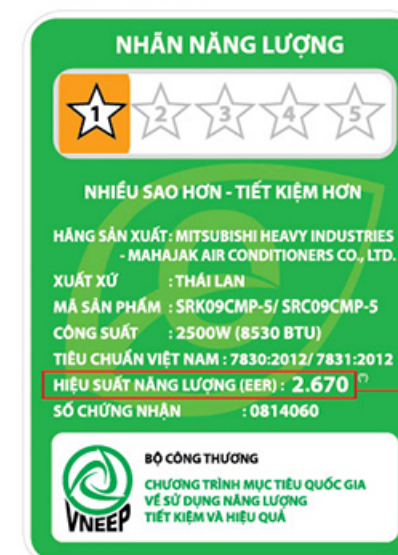 NHÃN NĂNG LƯỢNG
1 2 3 4 5
NHIỀU SAO HƠN - TIẾT KIỆM HƠN
HÃNG SẢN XUẤT: MITSUBISHI HEAVY INDUSTRIES
- MAHAJAK AIR CONDITIONERS CO., LTD.
XUẤT XỨ : THÁI LAN
MÃ SẢN PHẨM : SRK09CMP-5/ SRC09CMP-5
CÔNG SUẤT : 2500W (8530 BTU)
TIÊU CHUẨN VIỆT NAM : 7830:2012/ 7831:2012
HIỆU SUẤT NĂNG LƯỢNG (EER) : 2.670 (*)
SỐ CHỨNG NHẬN : 0814060
BỘ CÔNG THƯƠNG
CHƯƠNG TRÌNH MỤC TIÊU QUỐC GIA
VỀ SỬ DỤNG NĂNG LƯỢNG
TIẾT KIỆM VÀ HIỆU QUẢ
VNEEP